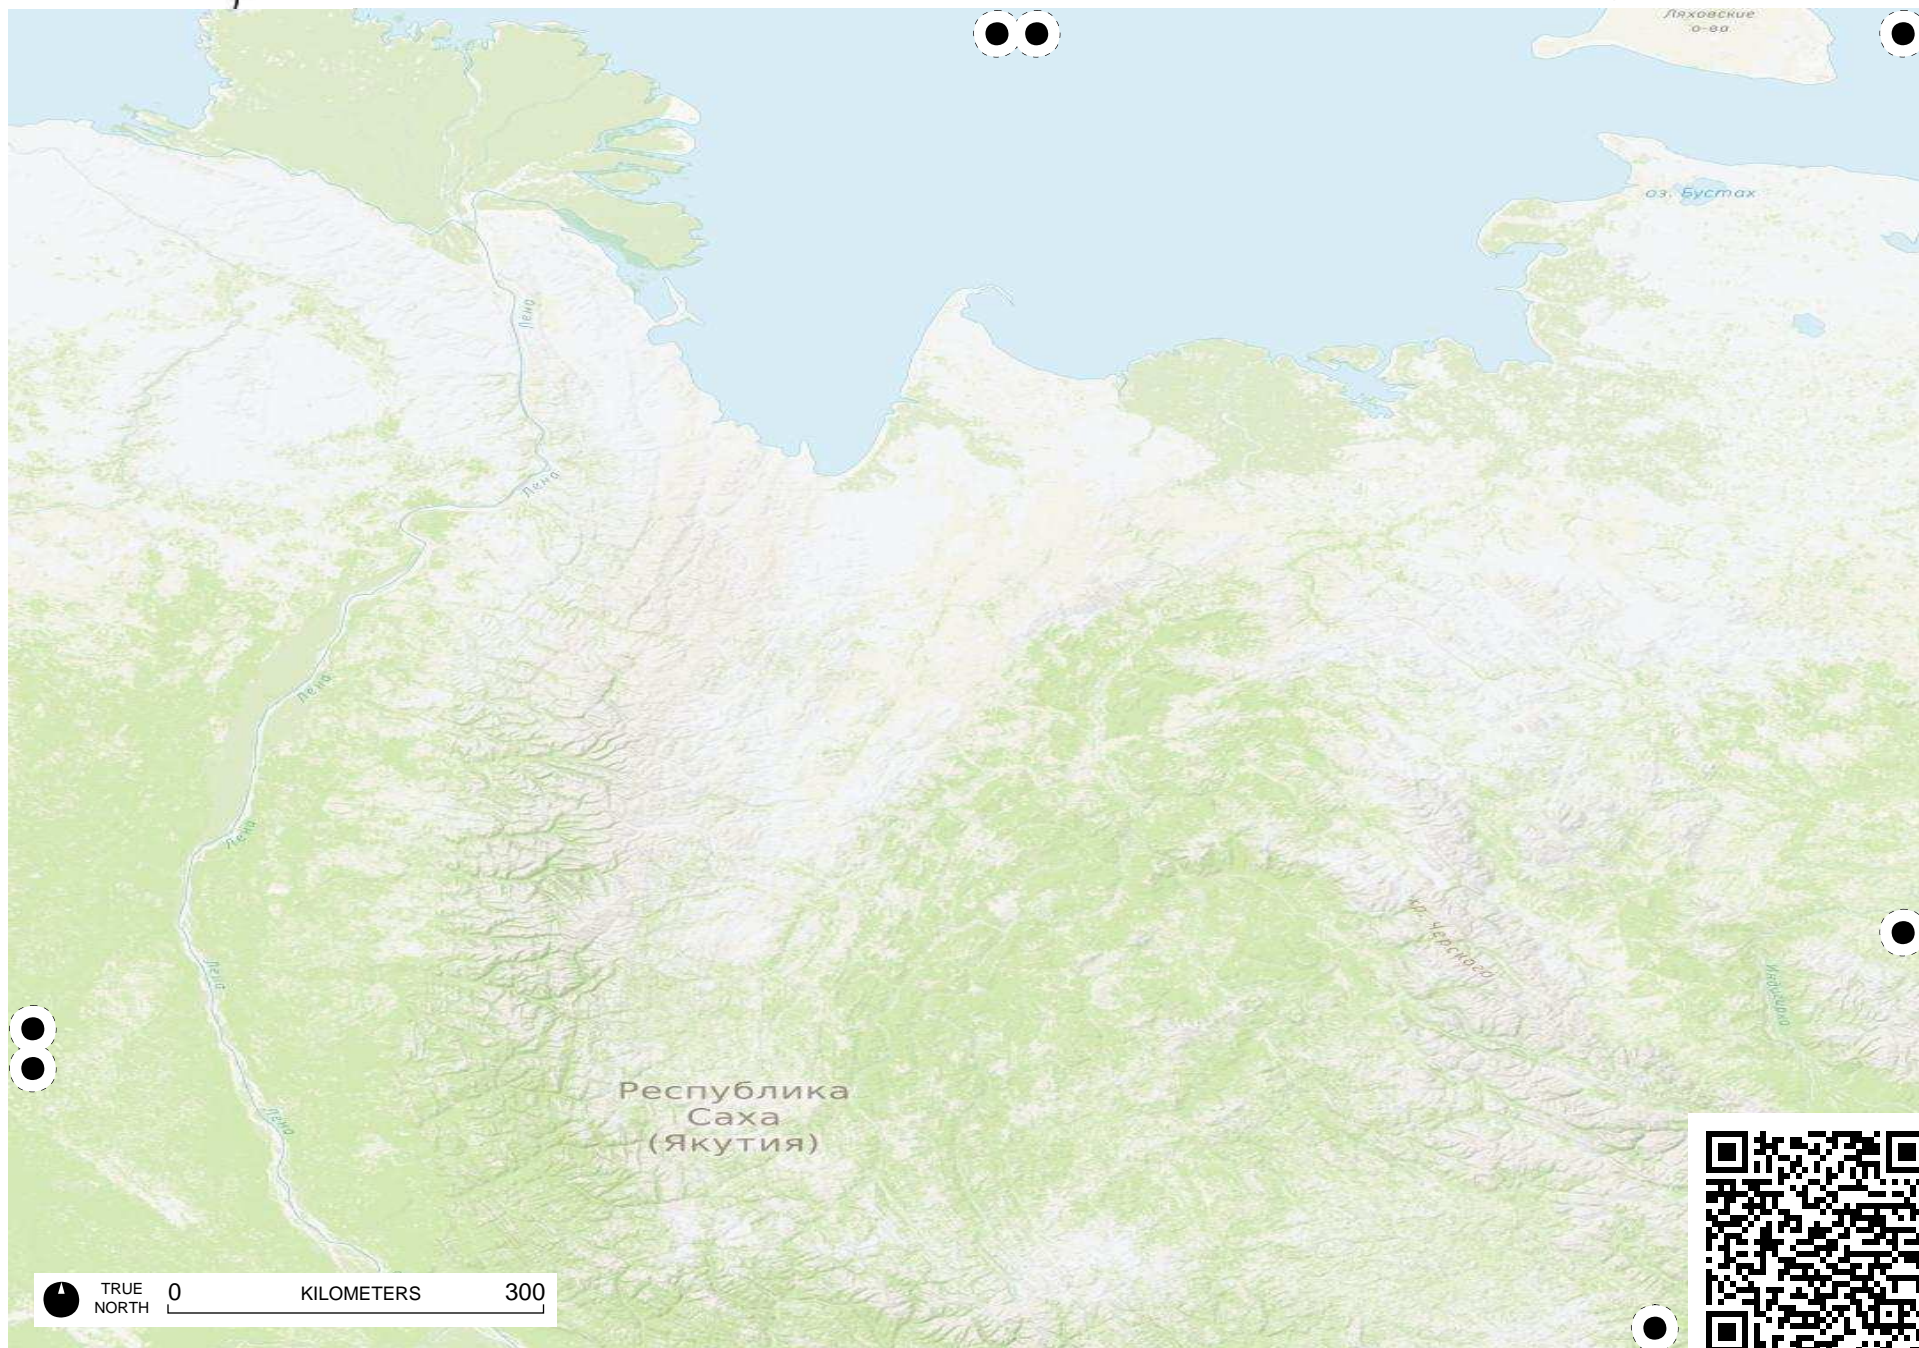 Ляховские
о-ва
оз. Бустах
Лена
Лена
Лена
Лена
хр. Черского
Лена
Индигирка
Лена
Республика
Саха
(Якутия)
TRUE
NORTH
0 KILOMETERS 300